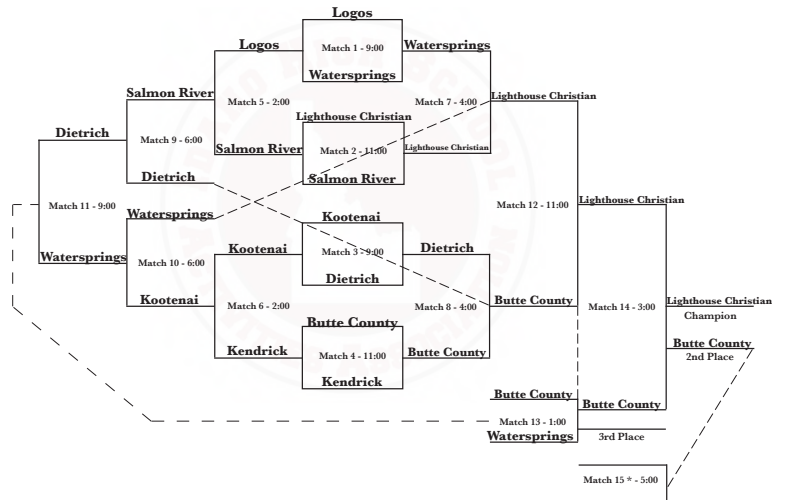 Logos
Logos
Match 1 - 9:00
Watersprings
Watersprings
Salmon River
Match 5 - 2:00
Match 7 - 4:00
Lighthouse Christian
Lighthouse Christian
Dietrich
Match 9 - 6:00
Salmon River
Match 2 - 11:00
Lighthouse Christian
Salmon River
Dietrich
Match 11 - 9:00
Match 12 - 11:00
Lighthouse Christian
Watersprings
Kootenai
Watersprings
Match 10 - 6:00
Kootenai
Match 3 - 9:00
Dietrich
Dietrich
Kootenai
Match 6 - 2:00
Match 8 - 4:00
Butte County
Match 14 - 3:00
Lighthouse Christian
Champion
Butte County
Kendrick
Match 4 - 11:00
Butte County
Butte County
2nd Place
Kendrick
Butte County
Butte County
Match 13 - 1:00
Watersprings
3rd Place
Match 15 * - 5:00